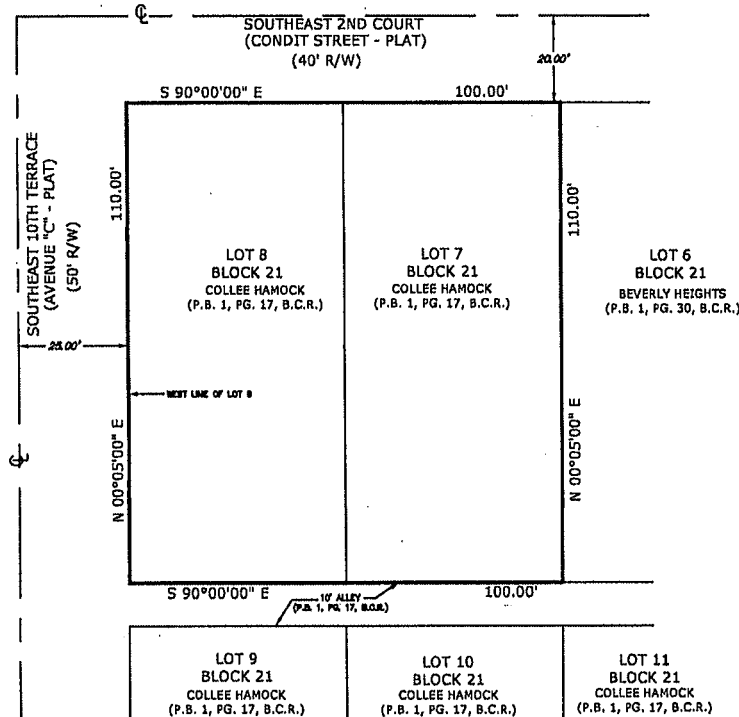 SOUTHEAST 2ND COURT
(CONDIT STREET - PLAT)
(40' R/W)
20.00'
S 90°00'00" E
100.00'
SOUTHEAST 10TH TERRACE
(AVENUE "C" - PLAT)
(50' R/W)
110.00'
110.00'
LOT 8
BLOCK 21
COLLEE HAMOCK
(P.B. 1, PG. 17, B.C.R.)
LOT 7
BLOCK 21
COLLEE HAMOCK
(P.B. 1, PG. 17, B.C.R.)
LOT 6
BLOCK 21
BEVERLY HEIGHTS
(P.B. 1, PG. 30, B.C.R.)
25.00'
WEST LINE OF LOT 8
N 00°05'00" E
N 00°05'00" E
S 90°00'00" E
10' ALLEY
(P.B. 1, PG. 17, B.C.R.)
100.00'
LOT 9
BLOCK 21
COLLEE HAMOCK
(P.B. 1, PG. 17, B.C.R.)
LOT 10
BLOCK 21
COLLEE HAMOCK
(P.B. 1, PG. 17, B.C.R.)
LOT 11
BLOCK 21
COLLEE HAMOCK
(P.B. 1, PG. 17, B.C.R.)